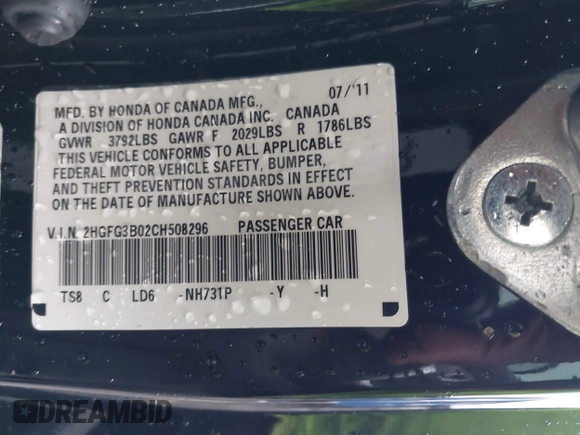 07/'11
MFD. BY HONDA OF CANADA MFG.,
A DIVISION OF HONDA CANADA INC. CANADA
GVWR 3792LBS GAWR F 2029LBS R 1786LBS
THIS VEHICLE CONFORMS TO ALL APPLICABLE
FEDERAL MOTOR VEHICLE SAFETY, BUMPER,
AND THEFT PREVENTION STANDARDS IN EFFECT
ON THE DATE OF MANUFACTURE SHOWN ABOVE.
V.I.N. 2HGFG3B02CH508296 PASSENGER CAR
TS8 C LD6 -NH731P -Y -H
DREAMBID